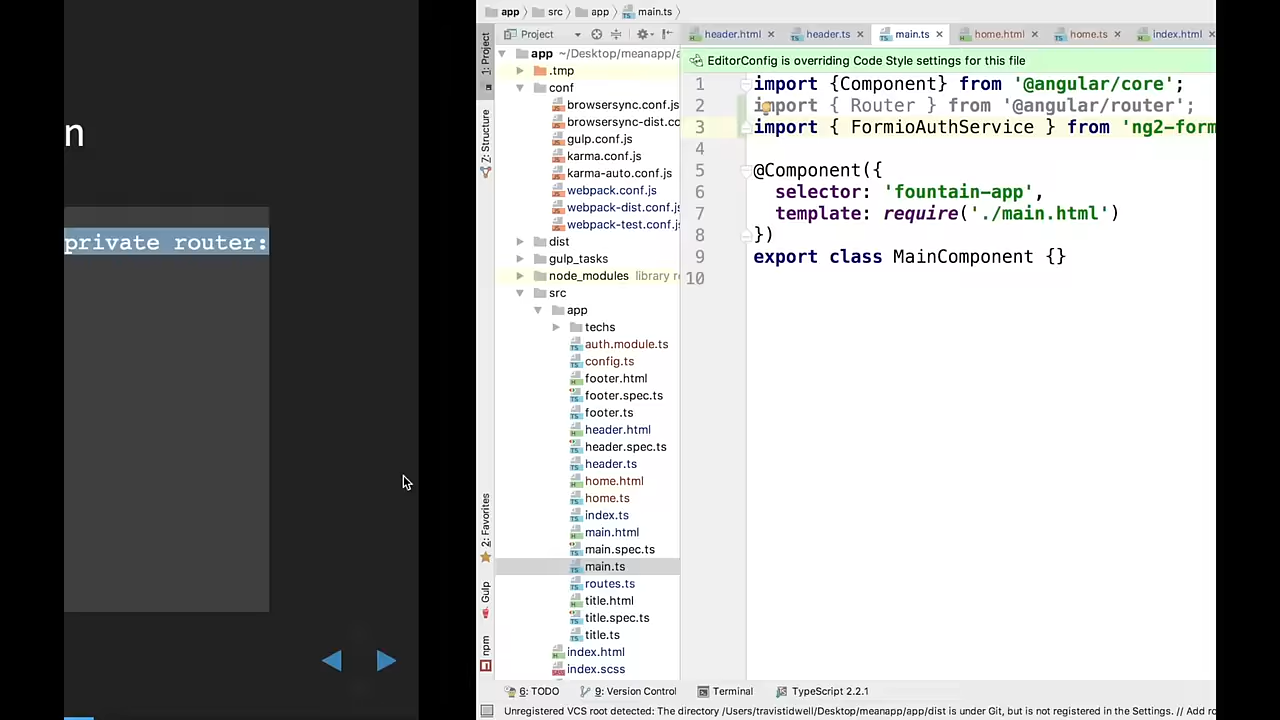 n
private router:
app
src
app
main.ts
1: Project
7: Structure
2: Favorites
Gulp
npm
Project
header.html
header.ts
main.ts
home.html
home.ts
index.html
app ~/Desktop/meanapp/a
.tmp
conf
browsersync.conf.js
browsersync-dist.co
gulp.conf.js
karma.conf.js
karma-auto.conf.js
webpack.conf.js
webpack-dist.conf.js
webpack-test.conf.js
dist
gulp_tasks
node_modules library r
src
app
techs
auth.module.ts
config.ts
footer.html
footer.spec.ts
footer.ts
header.html
header.spec.ts
header.ts
home.html
home.ts
index.ts
main.html
main.spec.ts
main.ts
routes.ts
title.html
title.spec.ts
title.ts
index.html
index.scss
EditorConfig is overriding Code Style settings for this file
1 import {Component} from '@angular/core';
2 import { Router } from '@angular/router';
3 import { FormioAuthService } from 'ng2-form
4
5 @Component({
6 selector: 'fountain-app',
7 template: require('./main.html')
8 })
9 export class MainComponent {}
10
6: TODO
9: Version Control
Terminal
TypeScript 2.2.1
Unregistered VCS root detected: The directory /Users/travistidwell/Desktop/meanapp/app/dist is under Git, but is not registered in the Settings. // Add ro